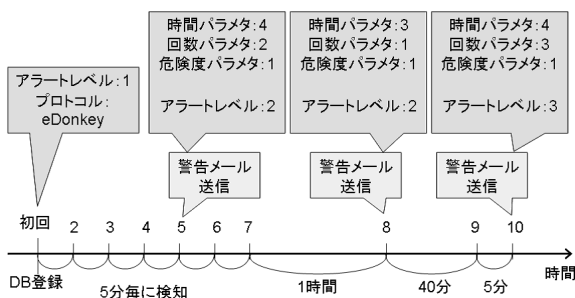 時間パラメタ:4
回数パラメタ:2
危険度パラメタ:1
アラートレベル:2
時間パラメタ:3
回数パラメタ:1
危険度パラメタ:1
アラートレベル:2
時間パラメタ:4
回数パラメタ:3
危険度パラメタ:1
アラートレベル:3
アラートレベル:1
プロトコル:
eDonkey
警告メール
送信
警告メール
送信
警告メール
送信
初回 2 3 4 5 6 7 8 9 10
DB登録
5分毎に検知
1時間
40分
5分
時間